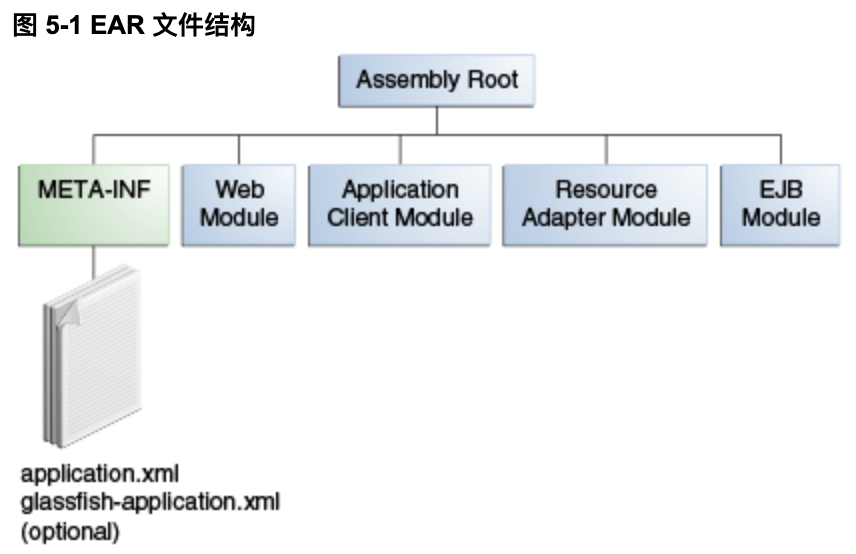 图 5-1 EAR 文件结构
Assembly Root
META-INF
Web
Module
Application
Client Module
Resource
Adapter Module
EJB
Module
application.xml
glassfish-application.xml
(optional)